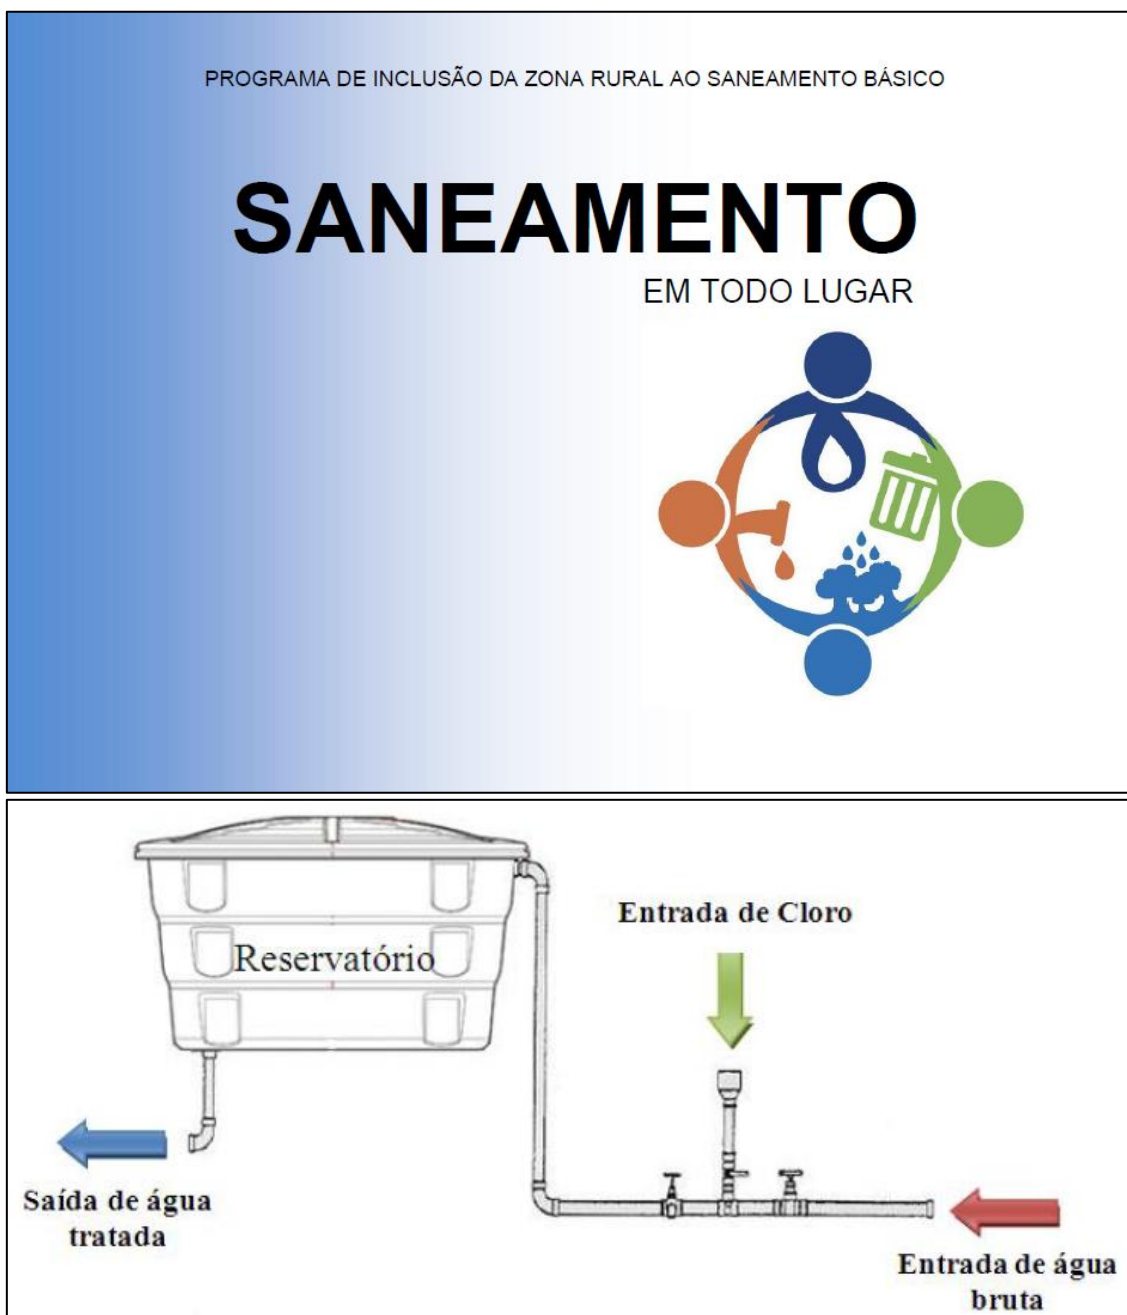 PROGRAMA DE INCLUSÃO DA ZONA RURAL AO SANEAMENTO BÁSICO
SANEAMENTO
EM TODO LUGAR
Entrada de Cloro
Reservatório
Saída de água
tratada
Entrada de água
bruta